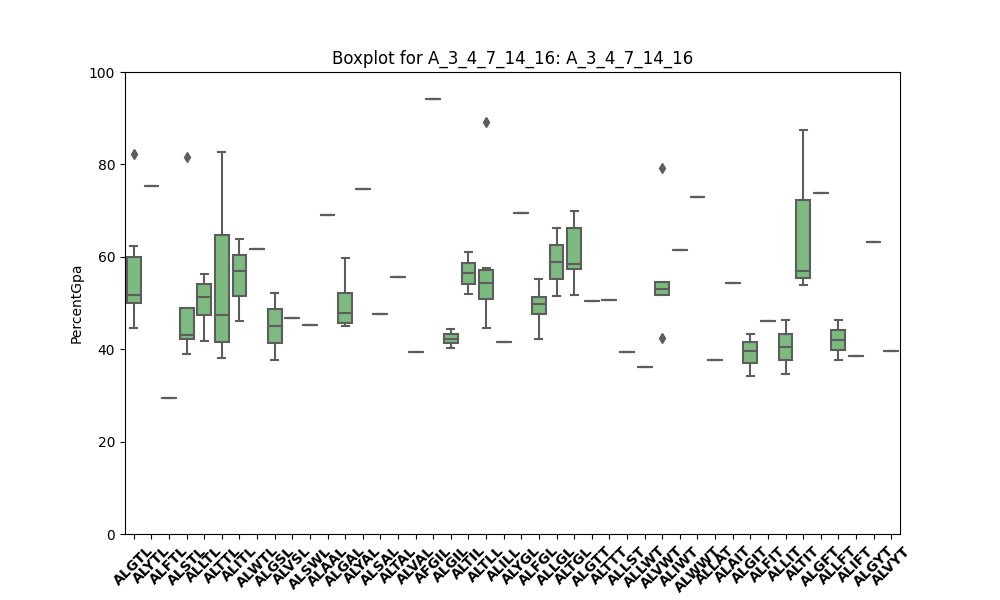 Boxplot for A_3_4_7_14_16: A_3_4_7_14_16
100
80
60
40
20
0
PercentGpa
ALGTL
ALYTL
ALFTL
ALSTL
ALLTL
ALTTL
ALITL
ALWTL
ALGSL
ALVSL
ALSWL
ALAAL
ALGAL
ALYAL
ALSAL
ALTAL
ALVAL
AFGIL
ALGIL
ALTIL
ALTLL
ALILL
ALYGL
ALFGL
ALLGL
ALTGL
ALGTT
ALTTT
ALLST
ALLWT
ALVWT
ALIWT
ALWWT
ALLAT
ALAIT
ALGIT
ALFIT
ALLIT
ALTIT
ALGFT
ALLFT
ALIFT
ALGYT
ALVYT